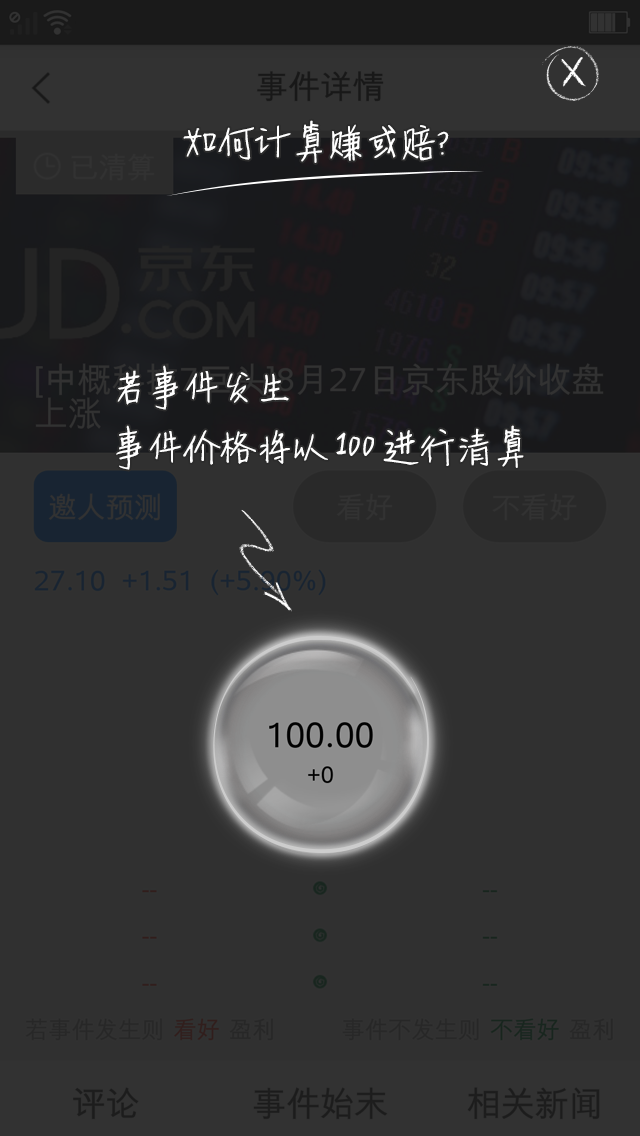 事件详情
如何计算赚或赔?
已清算
JD.京东
.COM
8月27日京东股价收盘
上涨
若事件发生
事件价格将以100进行清算
邀人预测
看好
不看好
27.10 +1.51 (+5.90%)
100.00
+0
-- --
-- --
-- --
若事件发生则 看好 盈利
事件不发生则 不看好 盈利
评论
事件始末
相关新闻